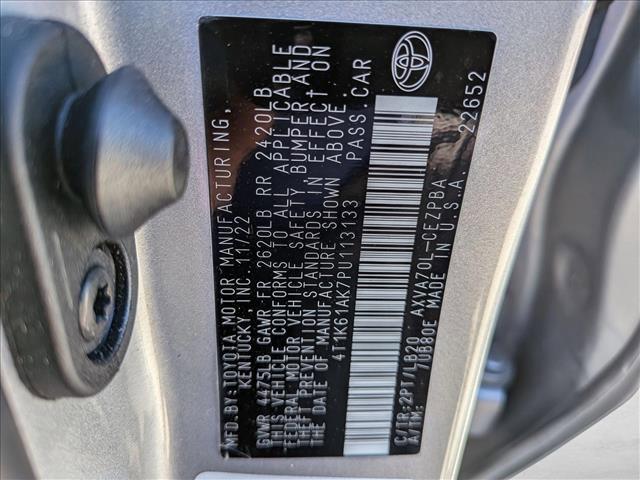 MFD. BY: TOYOTA MOTOR MANUFACTURING,
KENTUCKY, INC. 11/22
GVWR 4475LB GAWR-FR 2620LB RR 2420LB
THIS VEHICLE CONFORMS TO ALL APPLICABLE
FEDERAL MOTOR VEHICLE SAFETY, BUMPER AND
THEFT PREVENTION STANDARDS IN EFFECT ON
THE DATE OF MANUFACTURE SHOWN ABOVE.
4T1K61AK7PU113133 PASS. CAR
C/TR:2PT/LB20 AXVA70L-CEZPBA
A/TM: 7UB80E MADE IN U.S.A.
22652